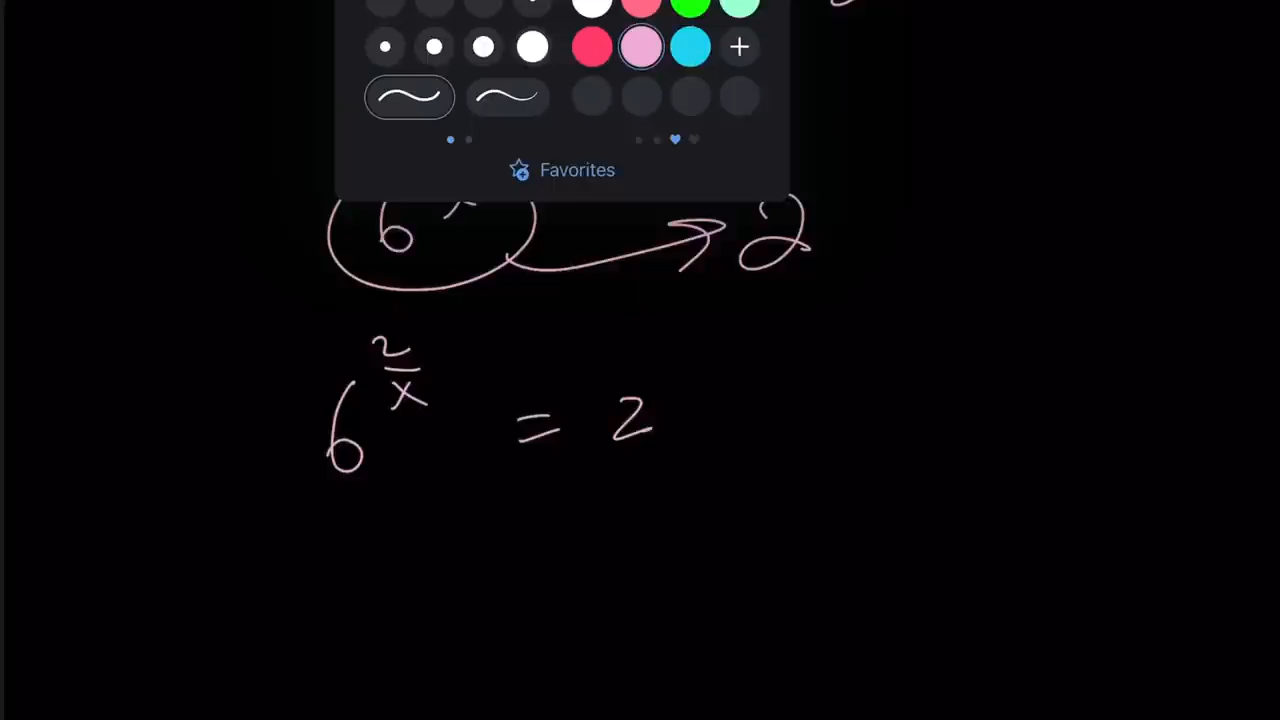 Favorites
6 2
6^{2/x} = 2